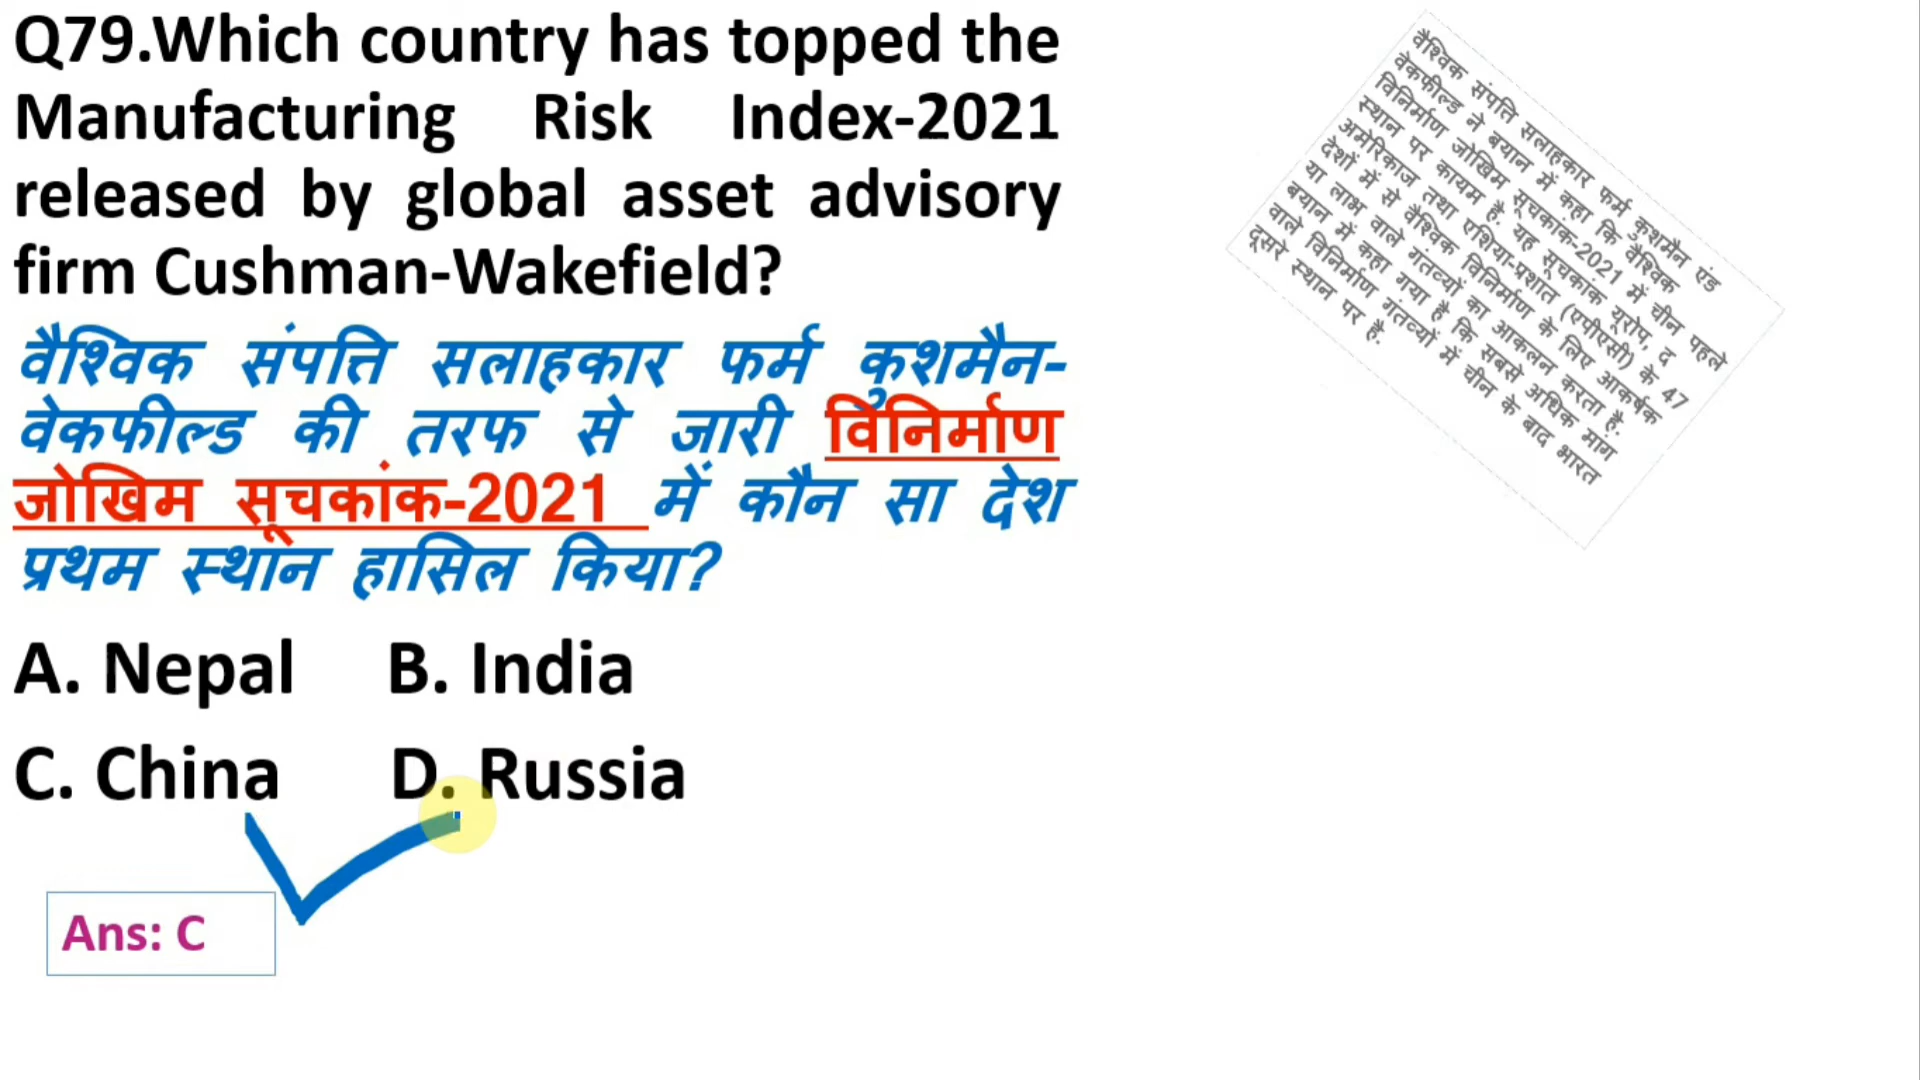 Q79.Which country has topped the
Manufacturing Risk Index-2021
released by global asset advisory
firm Cushman-Wakefield?
वैश्विक संपत्ति सलाहकार फर्म कुशमैन-
वेकफील्ड की तरफ से जारी विनिर्माण
जोखिम सूचकांक-2021 में कौन सा देश
प्रथम स्थान हासिल किया?
A. Nepal B. India
C. China D. Russia
Ans: C
वैश्विक संपति सलाहकार फर्म कुशमैन एंड
वेकफील्ड ने बयान में कहा कि वैश्विक
विनिर्माण जोखिम सूचकांक-2021 में चीन पहले
स्थान पर कायम है. यह सूचकांक यूरोप, द
अमेरिकाज तथा एशिया-प्रशांत (एपीएसी) के 47
देशों में से वैश्विक विनिर्माण के लिए आकर्षक
या लाभ वाले गंतव्यों का आकलन करता है.
बयान में कहा गया है कि सबसे अधिक मांग
वाले विनिर्माण गंतव्यों में चीन के बाद भारत
दूसरे स्थान पर है.